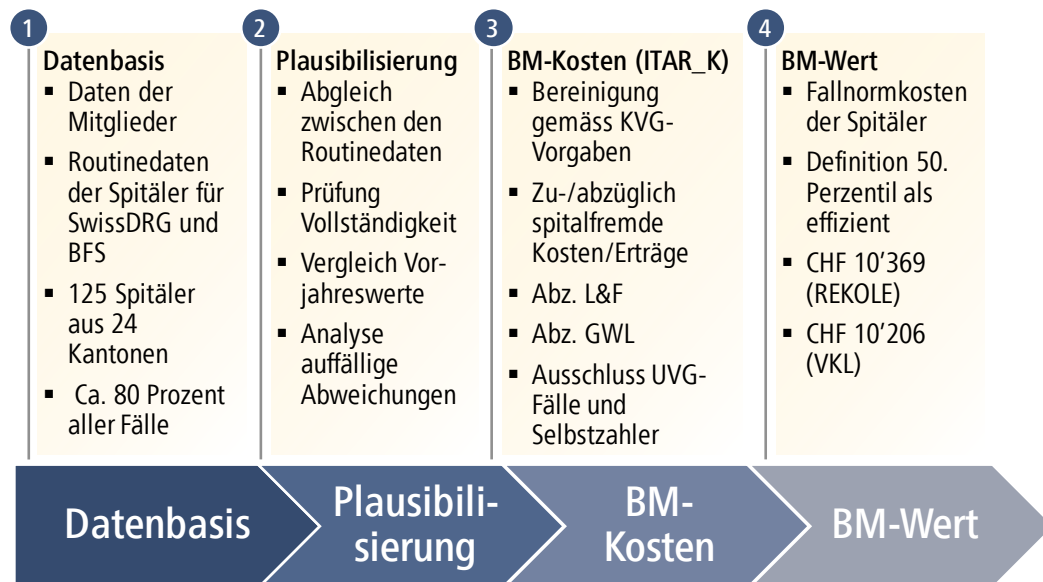 1
Datenbasis
▪ Daten der
Mitglieder
▪ Routinedaten
der Spitäler für
SwissDRG und
BFS
▪ 125 Spitäler
aus 24
Kantonen
▪ Ca. 80 Prozent
aller Fälle
2
Plausibilisierung
▪ Abgleich
zwischen den
Routinedaten
▪ Prüfung
Vollständigkeit
▪ Vergleich Vor-
jahreswerte
▪ Analyse
auffällige
Abweichungen
3
BM-Kosten (ITAR_K)
▪ Bereinigung
gemäss KVG-
Vorgaben
▪ Zu-/abzüglich
spitalfremde
Kosten/Erträge
▪ Abz. L&F
▪ Abz. GWL
▪ Ausschluss UVG-
Fälle und
Selbstzahler
4
BM-Wert
▪ Fallnormkosten
der Spitäler
▪ Definition 50.
Perzentil als
effizient
▪ CHF 10’369
(REKOLE)
▪ CHF 10’206
(VKL)
Datenbasis
Plausibili-
sierung
BM-
Kosten
BM-Wert